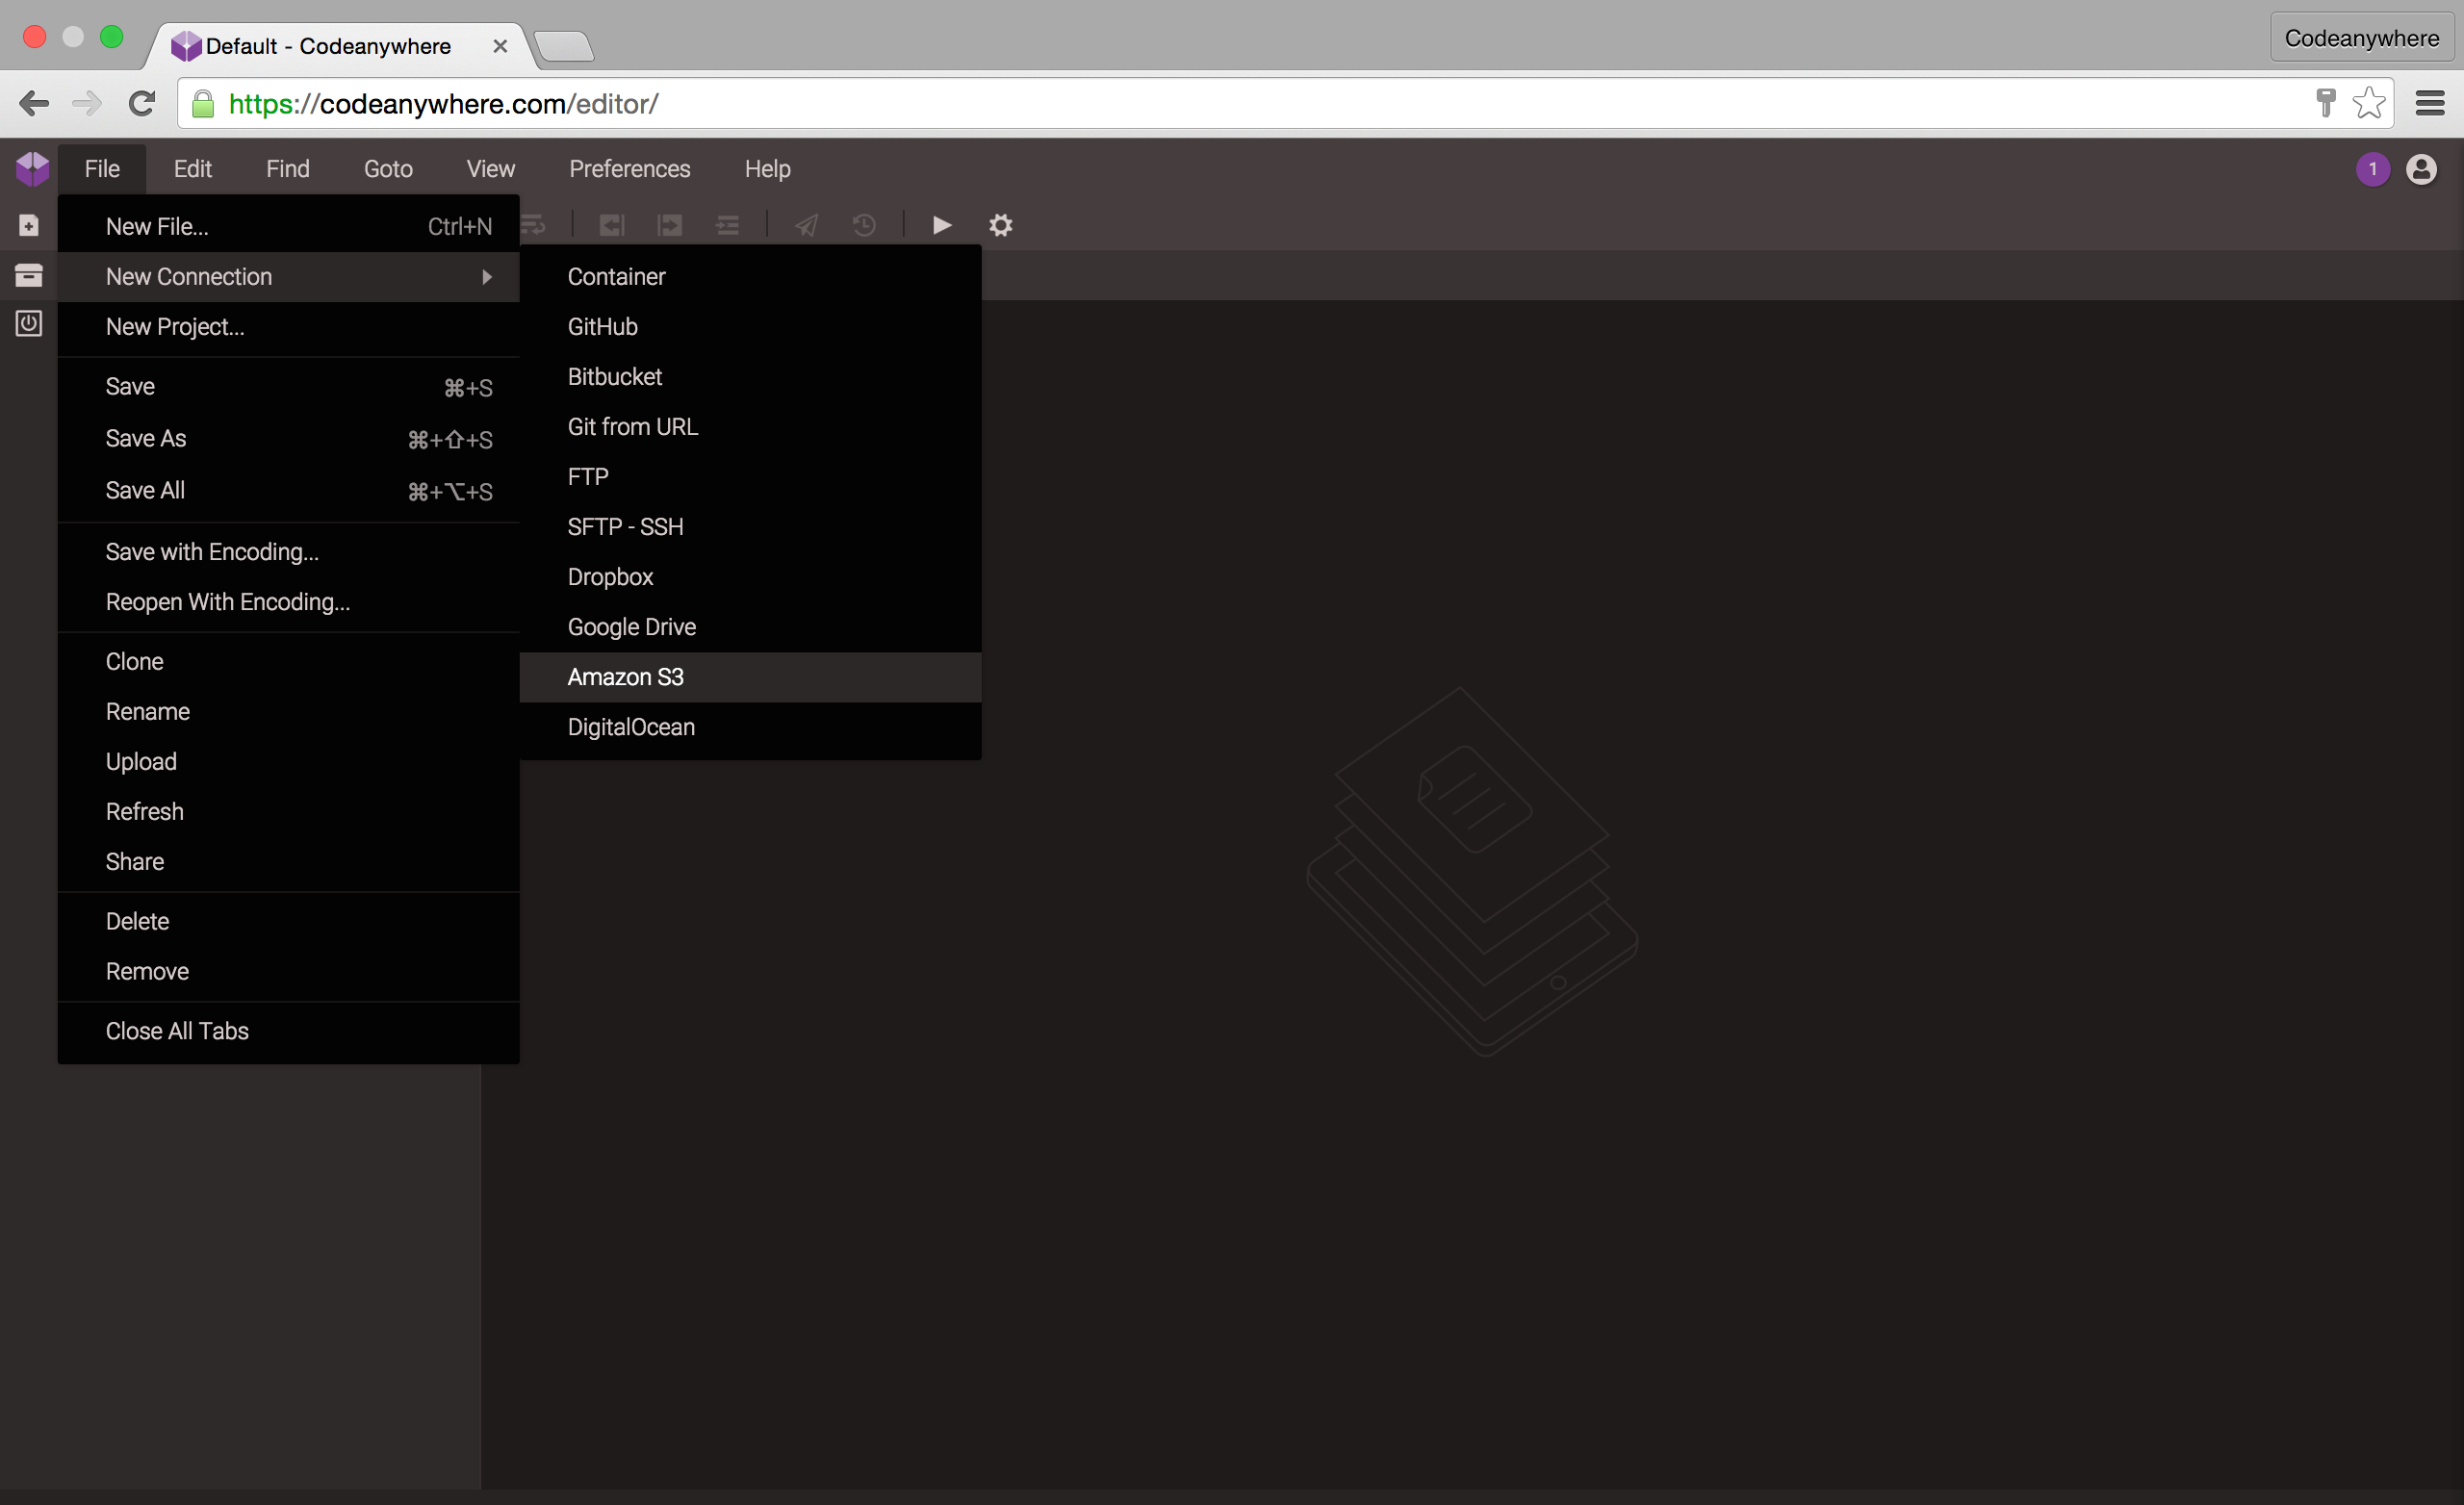 Default - Codeanywhere
Codeanywhere
https://codeanywhere.com/editor/
File Edit Find Goto View Preferences Help 1
New File... Ctrl+N
New Connection
New Project...
Save ⌘+S
Save As ⌘+⇧+S
Save All ⌘+⌥+S
Save with Encoding...
Reopen With Encoding...
Clone
Rename
Upload
Refresh
Share
Delete
Remove
Close All Tabs
Container
GitHub
Bitbucket
Git from URL
FTP
SFTP - SSH
Dropbox
Google Drive
Amazon S3
DigitalOcean